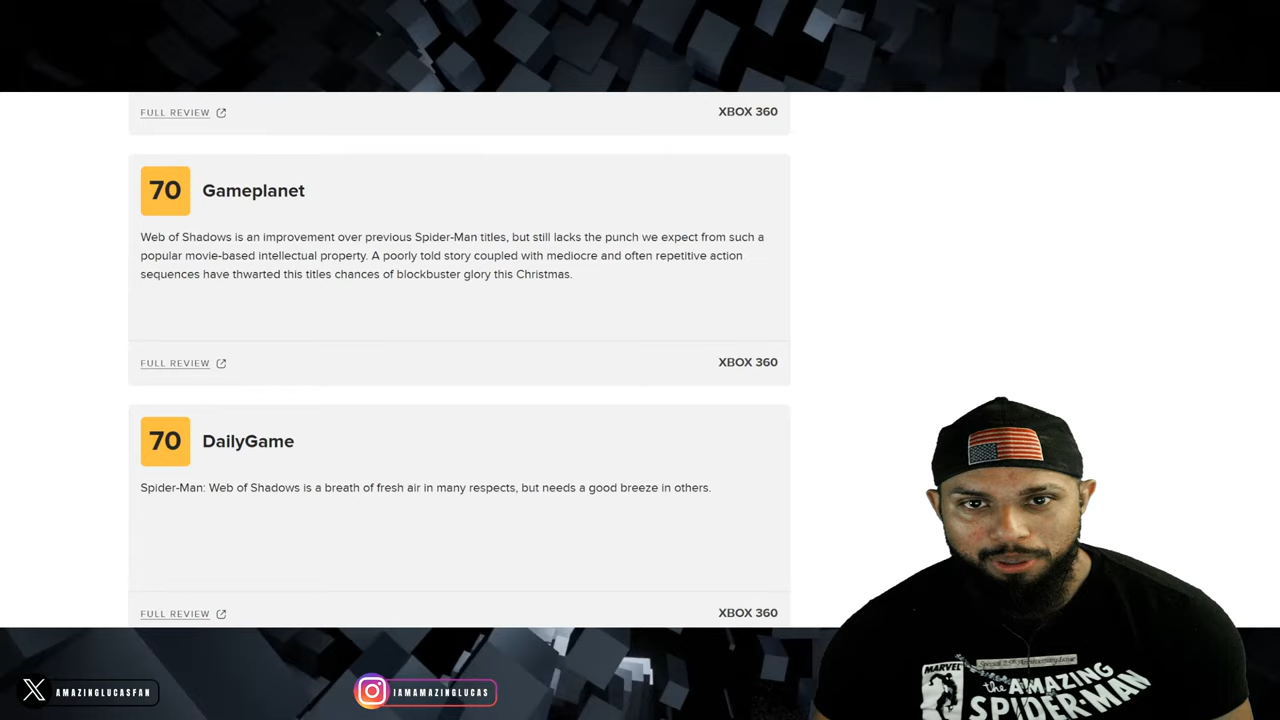 FULL REVIEW
XBOX 360
70 Gameplanet
Web of Shadows is an improvement over previous Spider-Man titles, but still lacks the punch we expect from such a
popular movie-based intellectual property. A poorly told story coupled with mediocre and often repetitive action
sequences have thwarted this titles chances of blockbuster glory this Christmas.
FULL REVIEW
XBOX 360
70 DailyGame
Spider-Man: Web of Shadows is a breath of fresh air in many respects, but needs a good breeze in others.
FULL REVIEW
XBOX 360
MARVEL
the AMAZING
SPIDER-MAN
AMAZINGLUCASFAN
IAMAMAZINGLUCAS